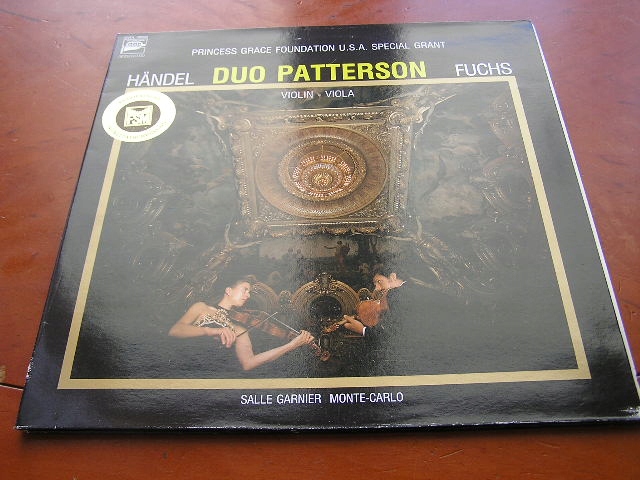 PRINCESS GRACE FOUNDATION U.S.A. SPECIAL GRANT
HÄNDEL DUO PATTERSON FUCHS
VIOLIN - VIOLA
SALLE GARNIER MONTE-CARLO